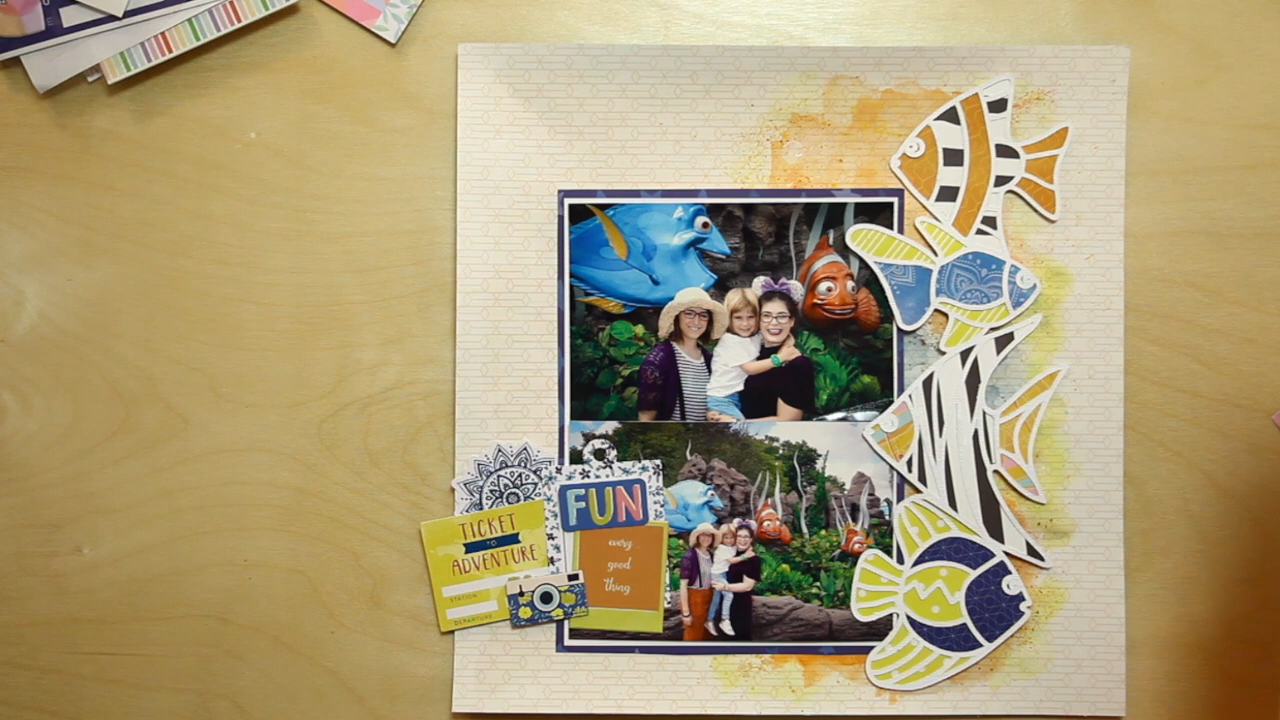 FUN
TICKET
TO
ADVENTURE
every
good
thing
STATION
DEPARTURE